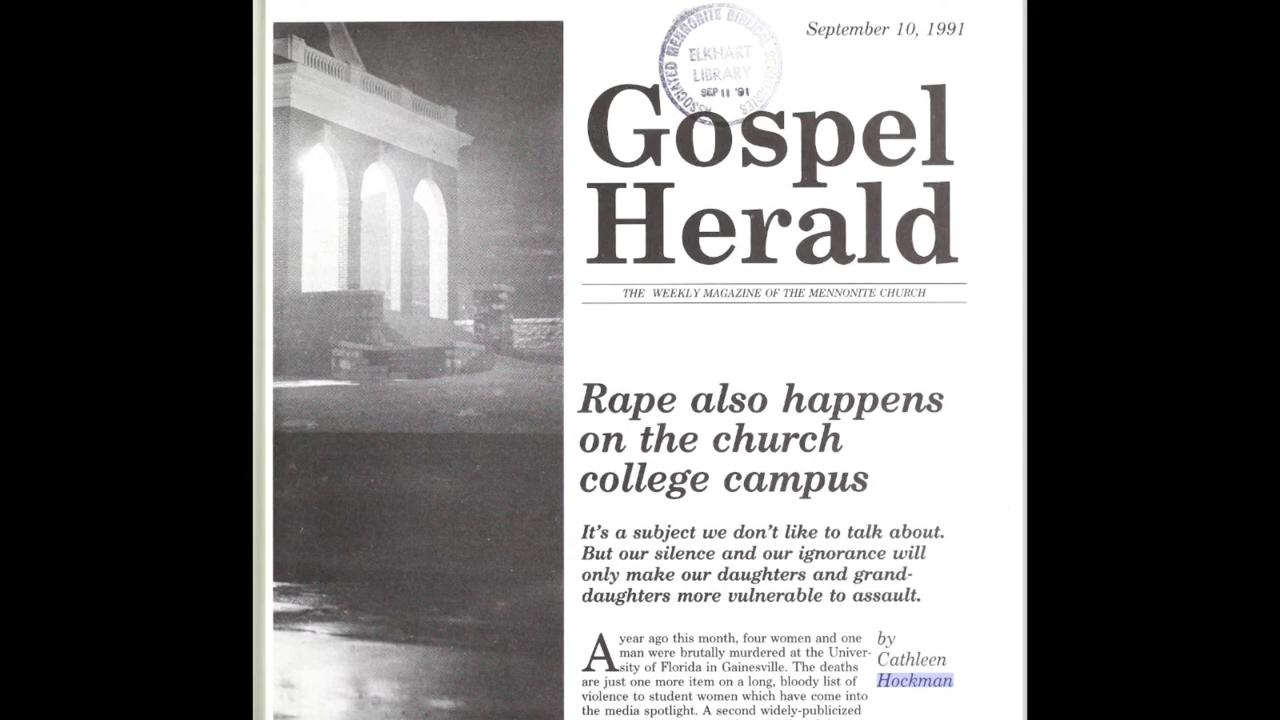 September 10, 1991
ASSOCIATED MENNONITE BIBLICAL SEMINARIES
ELKHART
LIBRARY
SEP 11 '91
Gospel
Herald
THE WEEKLY MAGAZINE OF THE MENNONITE CHURCH
Rape also happens
on the church
college campus
It's a subject we don't like to talk about.
But our silence and our ignorance will
only make our daughters and grand-
daughters more vulnerable to assault.
A year ago this month, four women and one
man were brutally murdered at the Univer-
sity of Florida in Gainesville. The deaths
are just one more item on a long, bloody list of
violence to student women which have come into
the media spotlight. A second widely-publicized
by
Cathleen
Hockman